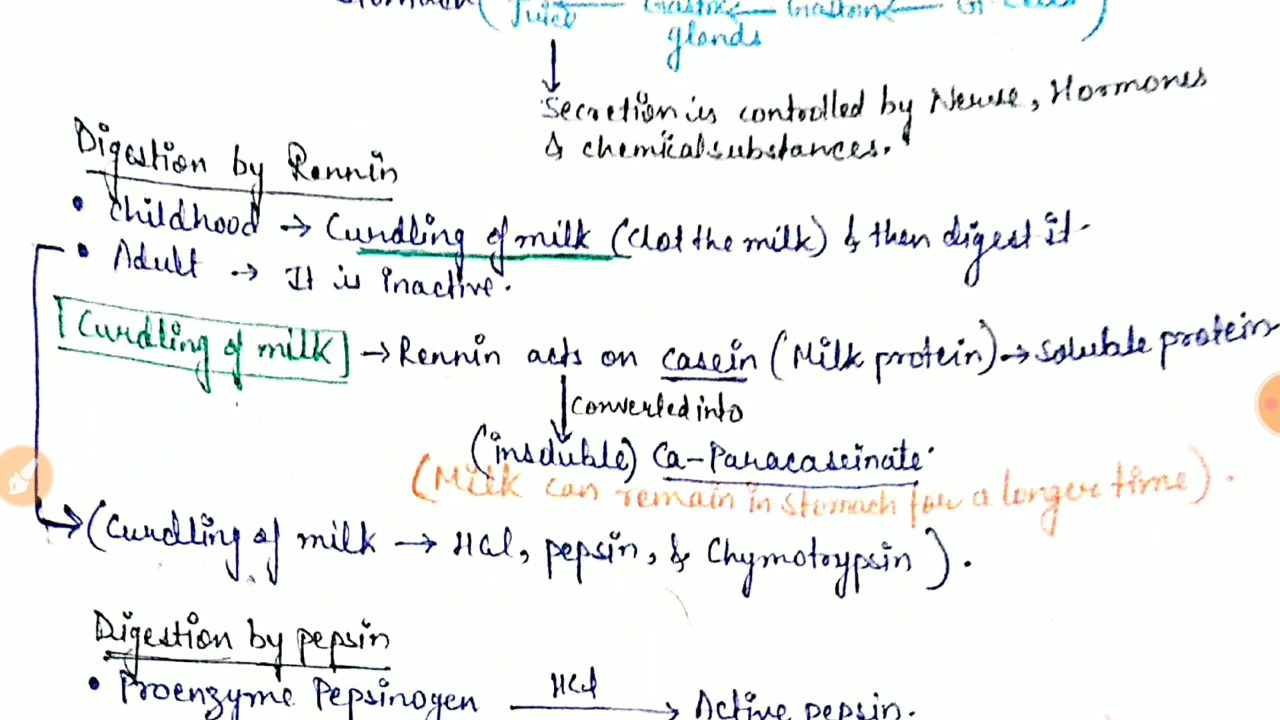 glands
Secretion is controlled by Nerve, Hormones
& chemical substances.
Digestion by Rennin
• Childhood → Curdling of milk (Clot the milk) & then digest it.
• Adult → It is inactive.
Curdling of milk → Rennin acts on casein (Milk protein) → Soluble protein
Converted into
(insoluble) Ca-Paracaseinate.
(Milk can remain in stomach for a longer time).
(Curdling of milk → HCl, pepsin, & Chymotrypsin).
Digestion by pepsin
• Proenzyme Pepsinogen HCl → Active pepsin.